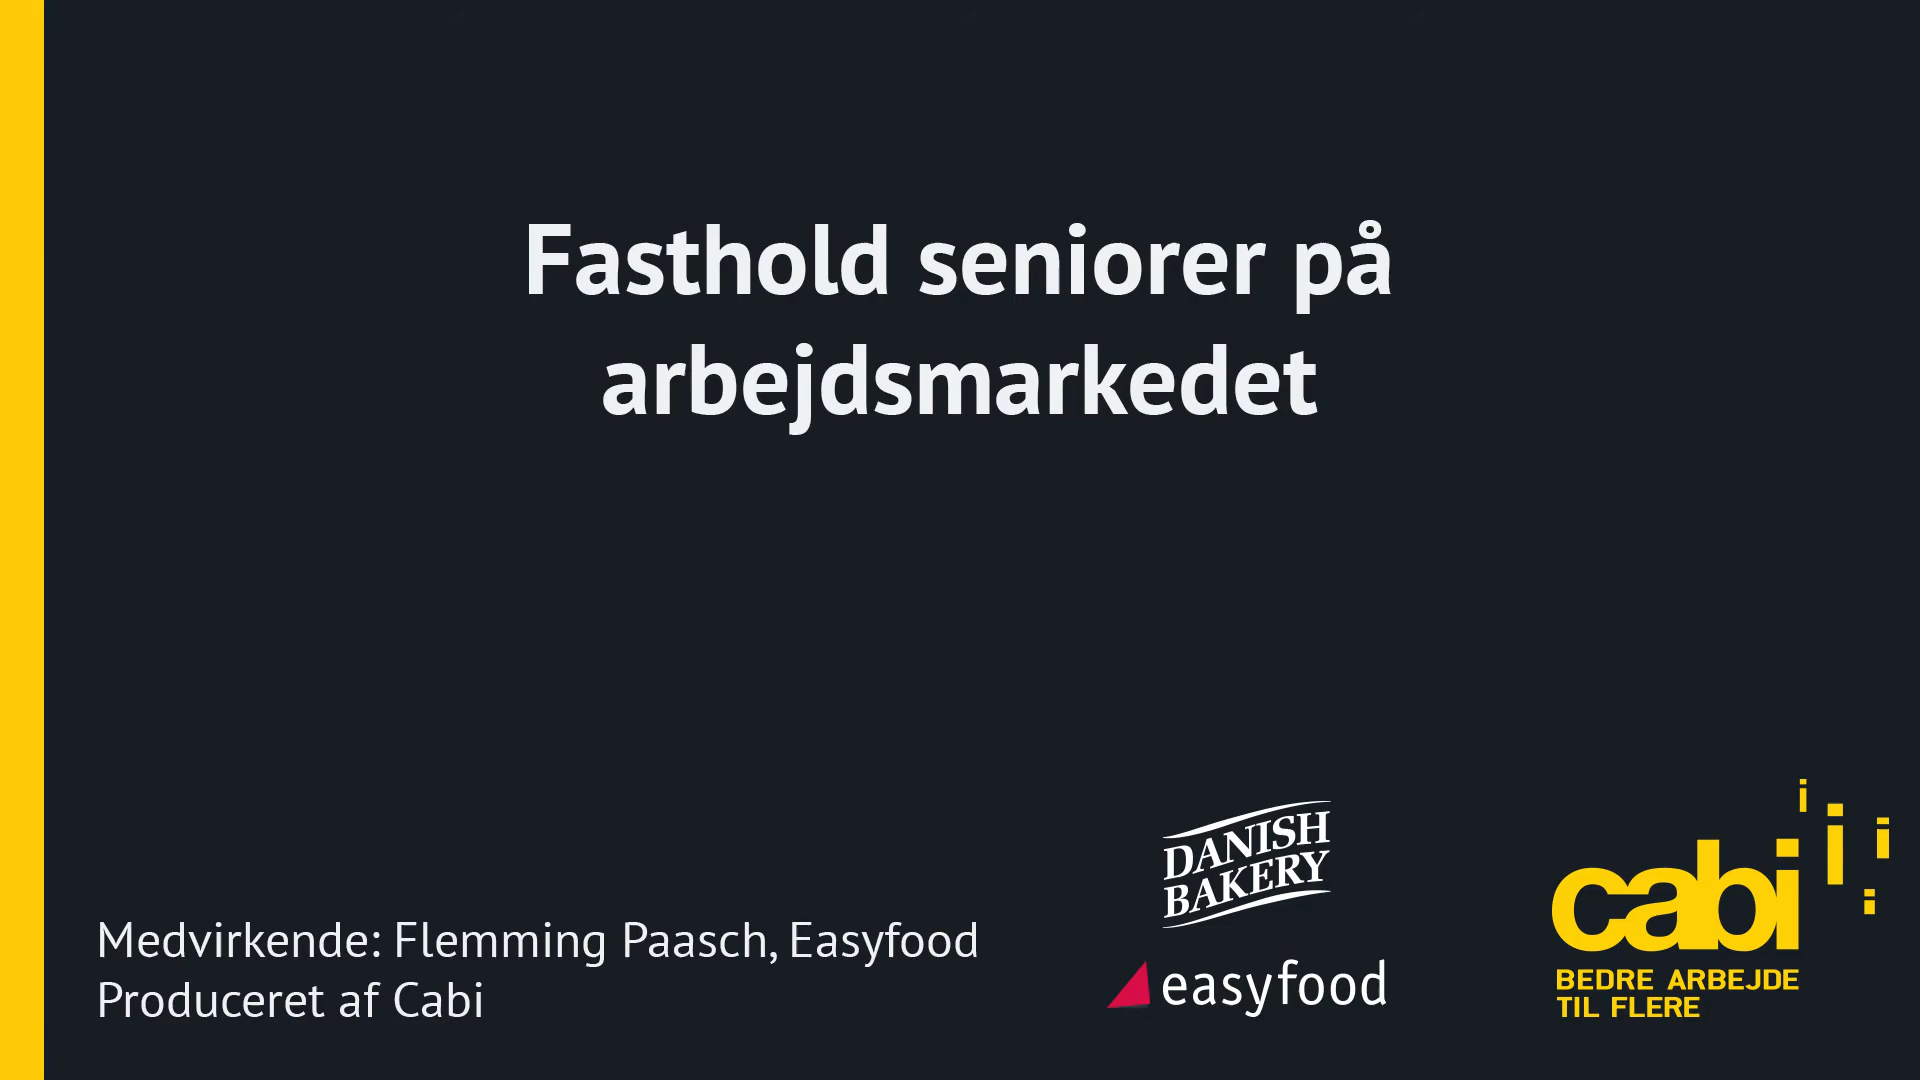 Fasthold seniorer på
arbejdsmarkedet
Medvirkende: Flemming Paasch, Easyfood
Produceret af Cabi
DANISH
BAKERY
easyfood
cabi
BEDRE ARBEJDE
TIL FLERE